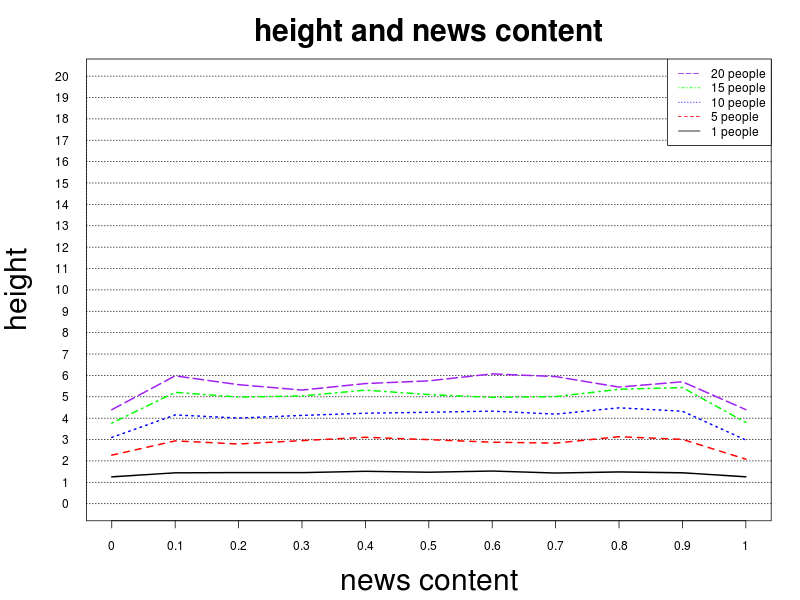 height and news content
20 people
15 people
10 people
5 people
1 people
height
20
19
18
17
16
15
14
13
12
11
10
9
8
7
6
5
4
3
2
1
0
0 0.1 0.2 0.3 0.4 0.5 0.6 0.7 0.8 0.9 1
news content